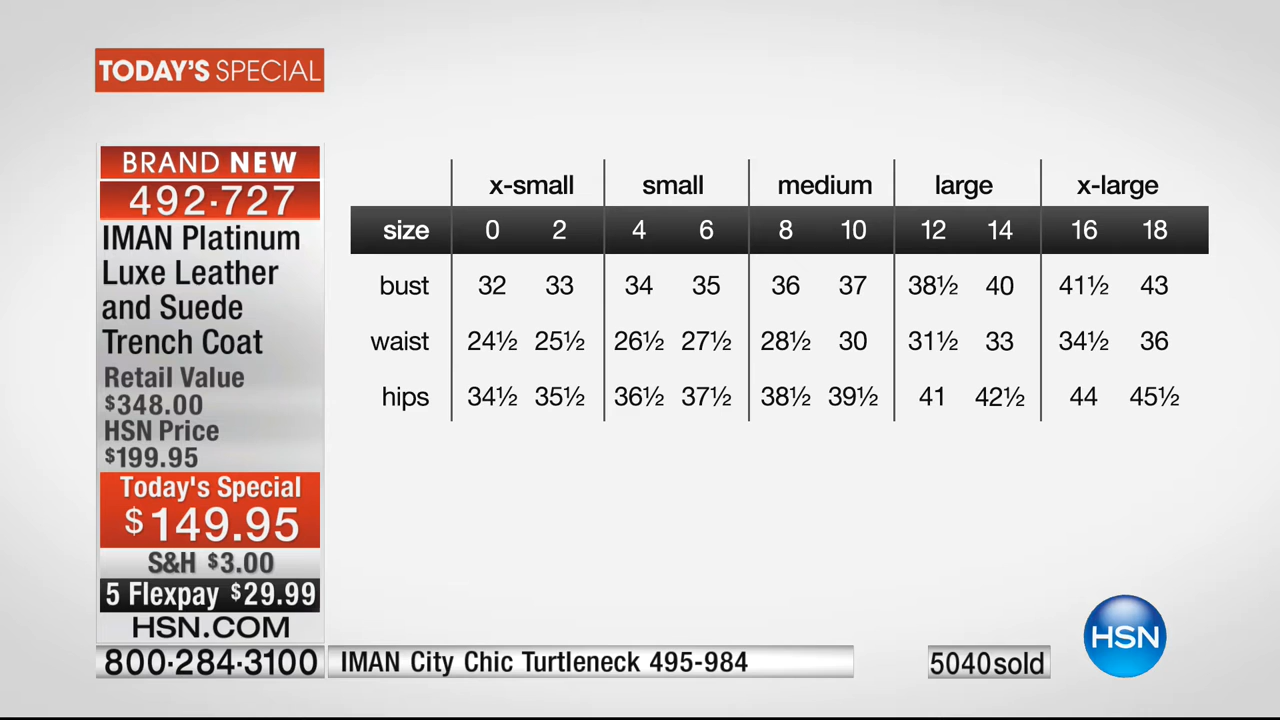 TODAY'S SPECIAL
BRAND NEW
492·727
IMAN Platinum
Luxe Leather
and Suede
Trench Coat
Retail Value
$348.00
HSN Price
$199.95
Today's Special
$149.95
S&H $3.00
5 Flexpay $29.99
HSN.COM
800·284·3100
x-small small medium large x-large
size 0 2 4 6 8 10 12 14 16 18
bust 32 33 34 35 36 37 38½ 40 41½ 43
waist 24½ 25½ 26½ 27½ 28½ 30 31½ 33 34½ 36
hips 34½ 35½ 36½ 37½ 38½ 39½ 41 42½ 44 45½
IMAN City Chic Turtleneck 495-984
5040sold
HSN